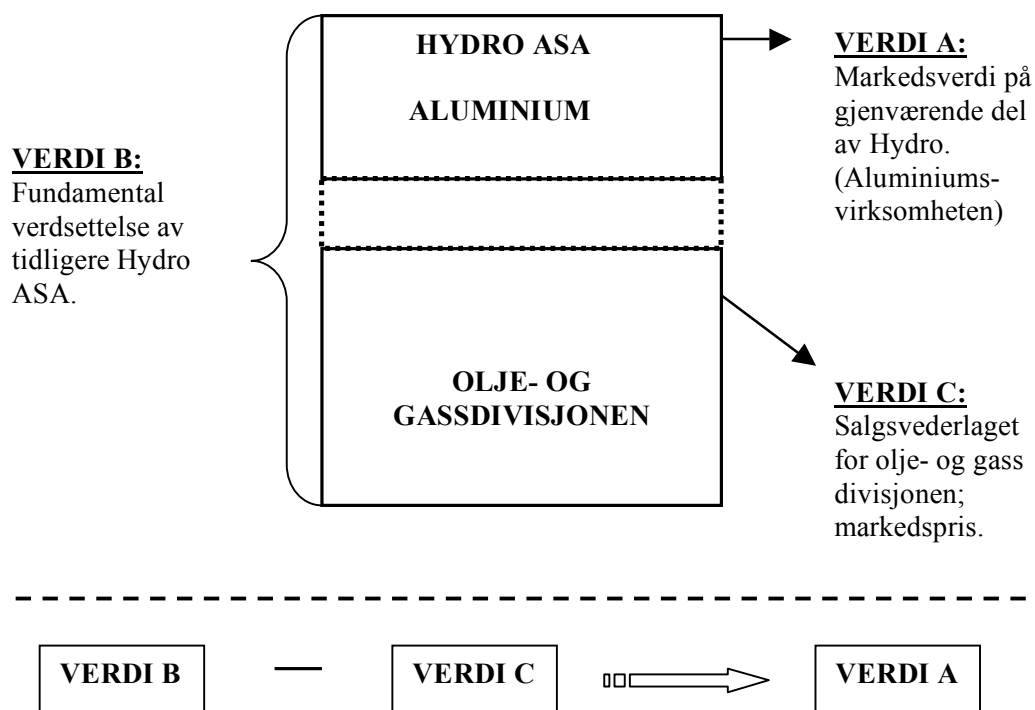 VERDI B:
Fundamental
verdsettelse av
tidligere Hydro
ASA.
HYDRO ASA
ALUMINIUM
OLJE- OG
GASSDIVISJONEN
VERDI A:
Markedsverdi på
gjenværende del
av Hydro.
(Aluminiums-
virksomheten)
VERDI C:
Salgsvederlaget
for olje- og gass
divisjonen;
markedspris.
VERDI B — VERDI C VERDI A